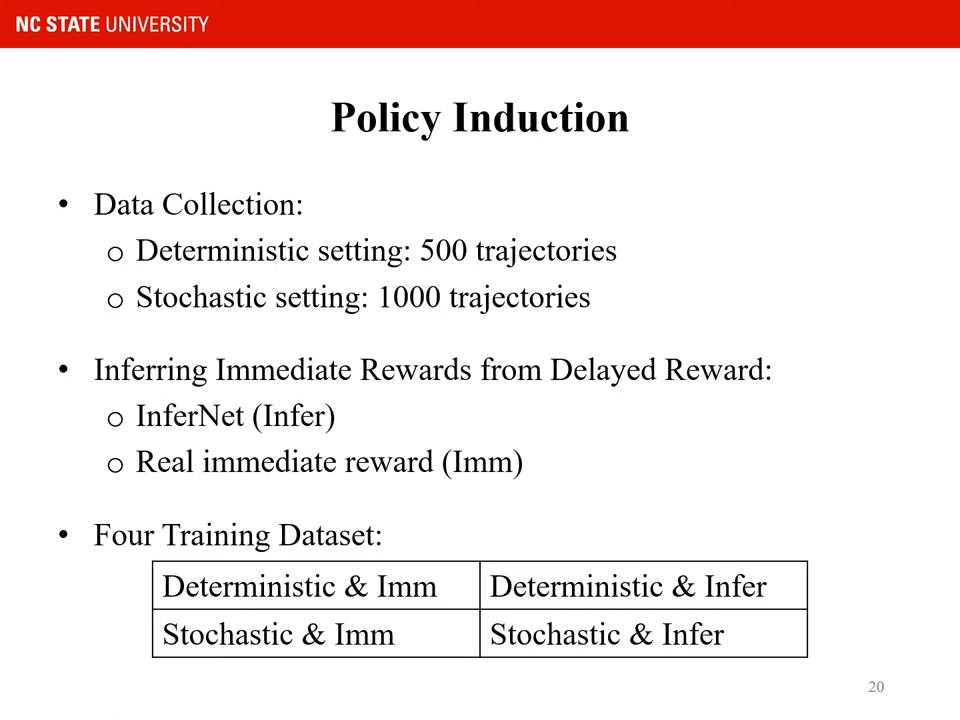 NC STATE UNIVERSITY
Policy Induction
• Data Collection:
o Deterministic setting: 500 trajectories
o Stochastic setting: 1000 trajectories
• Inferring Immediate Rewards from Delayed Reward:
o InferNet (Infer)
o Real immediate reward (Imm)
• Four Training Dataset:
Deterministic & Imm Deterministic & Infer
Stochastic & Imm Stochastic & Infer
20